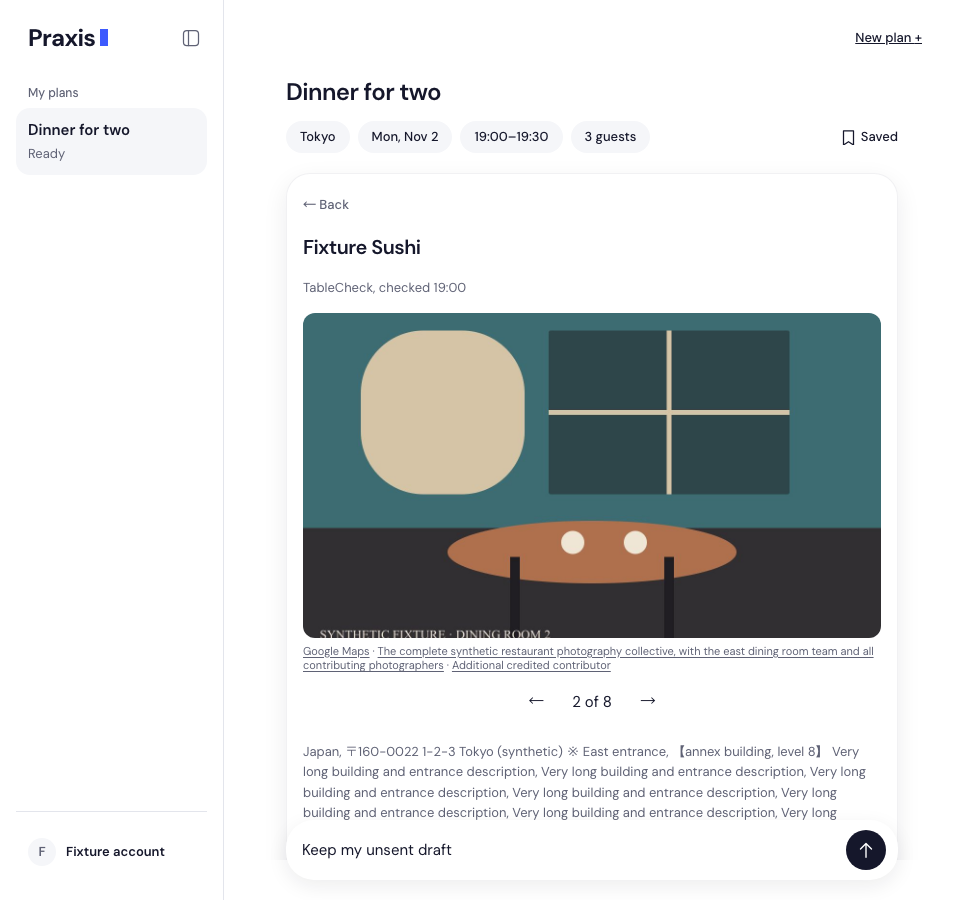 Praxis
New plan +
My plans
Dinner for two
Ready
Dinner for two
Tokyo
Mon, Nov 2
19:00–19:30
3 guests
Saved
← Back
Fixture Sushi
TableCheck, checked 19:00
SYNTHETIC FIXTURE · DINING ROOM 2
Google Maps · The complete synthetic restaurant photography collective, with the east dining room team and all
contributing photographers · Additional credited contributor
← 2 of 8 →
Japan, 〒160-0022 1-2-3 Tokyo (synthetic) ※ East entrance, 【annex building, level 8】 Very
long building and entrance description, Very long building and entrance description, Very long
building and entrance description, Very long building and entrance description, Very long
building and entrance description, Very long building and entrance description, Very long
Keep my unsent draft
F
Fixture account